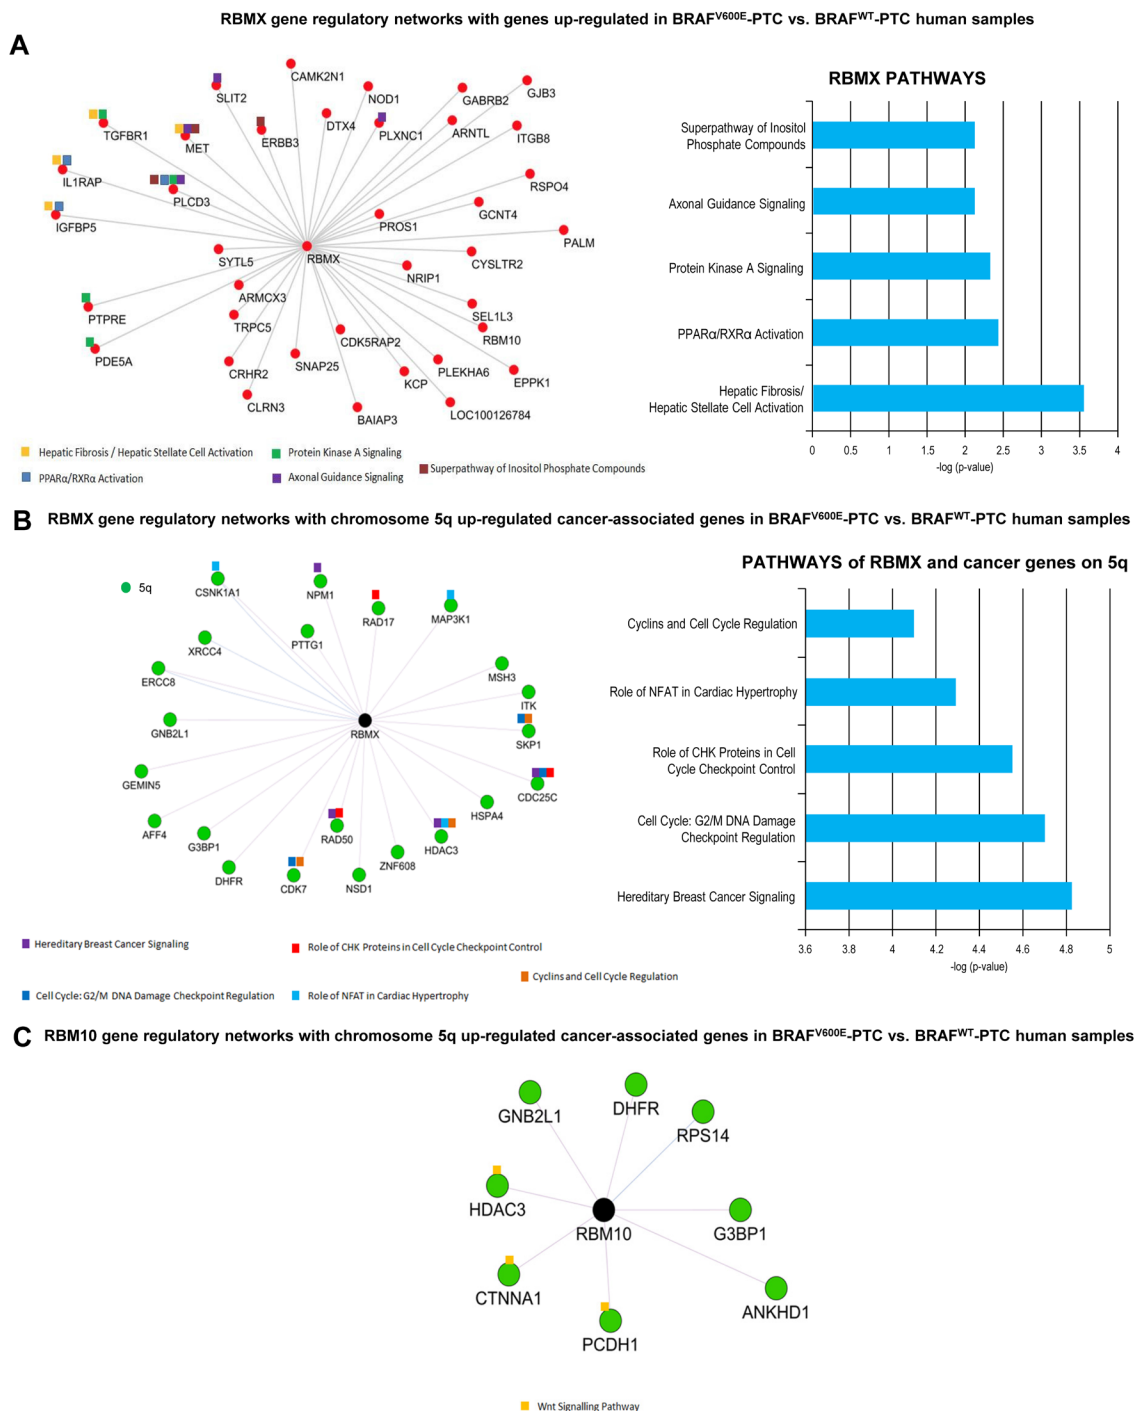 RBMX gene regulatory networks with genes up-regulated in BRAFV600E-PTC vs. BRAFWT-PTC human samples
A
RBMX PATHWAYS
CAMK2N1
SLIT2
NOD1
GABRB2
GJB3
TGFBR1
MET
ERBB3
DTX4
PLXNC1
ARNTL
ITGB8
IL1RAP
PLCD3
RSPO4
IGFBP5
PROS1
GCNT4
PALM
SYTL5
RBMX
CYSLTR2
NRIP1
ARMCX3
PTPRE
TRPC5
SEL1L3
RBM10
CDK5RAP2
PDE5A
CRHR2
SNAP25
PLEKHA6
KCP
EPPK1
CLRN3
BAIAP3
LOC100126784
Hepatic Fibrosis / Hepatic Stellate Cell Activation
Protein Kinase A Signaling
PPARα/RXRα Activation
Axonal Guidance Signaling
Superpathway of Inositol Phosphate Compounds
Superpathway of Inositol
Phosphate Compounds
Axonal Guidance Signaling
Protein Kinase A Signaling
PPARα/RXRα Activation
Hepatic Fibrosis/
Hepatic Stellate Cell Activation
0 0.5 1 1.5 2 2.5 3 3.5 4
-log (p-value)
B
RBMX gene regulatory networks with chromosome 5q up-regulated cancer-associated genes in BRAFV600E-PTC vs. BRAFWT-PTC human samples
PATHWAYS of RBMX and cancer genes on 5q
5q
CSNK1A1
NPM1
RAD17
MAP3K1
XRCC4
PTTG1
ERCC8
MSH3
ITK
GNB2L1
RBMX
SKP1
GEMIN5
CDC25C
HSPA4
AFF4
G3BP1
RAD50
HDAC3
DHFR
CDK7
NSD1
ZNF608
Hereditary Breast Cancer Signaling
Role of CHK Proteins in Cell Cycle Checkpoint Control
Cyclins and Cell Cycle Regulation
Cell Cycle: G2/M DNA Damage Checkpoint Regulation
Role of NFAT in Cardiac Hypertrophy
Cyclins and Cell Cycle Regulation
Role of NFAT in Cardiac Hypertrophy
Role of CHK Proteins in Cell
Cycle Checkpoint Control
Cell Cycle: G2/M DNA Damage
Checkpoint Regulation
Hereditary Breast Cancer Signaling
3.6 3.8 4 4.2 4.4 4.6 4.8 5
-log (p-value)
C
RBM10 gene regulatory networks with chromosome 5q up-regulated cancer-associated genes in BRAFV600E-PTC vs. BRAFWT-PTC human samples
GNB2L1
DHFR
RPS14
HDAC3
RBM10
G3BP1
CTNNA1
ANKHD1
PCDH1
Wnt Signalling Pathway